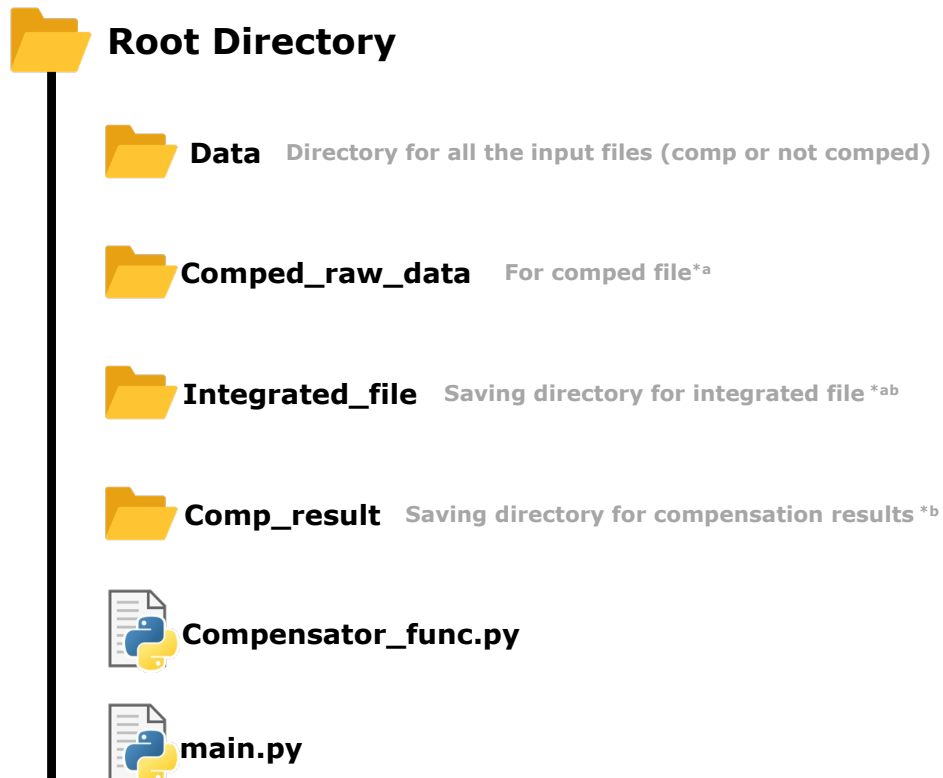 Root Directory
Data Directory for all the input files (comp or not comped)
Comped_raw_data For comped file*a
Integrated_file Saving directory for integrated file *ab
Comp_result Saving directory for compensation results *b
Compensator_func.py
main.py